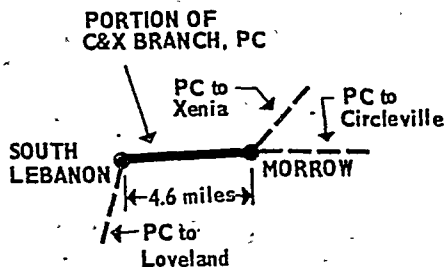 PORTION OF
C&X BRANCH, PC
PC to
Xenia
PC to
Circleville
SOUTH
LEBANON
MORROW
4.6 miles
PC to
Loveland